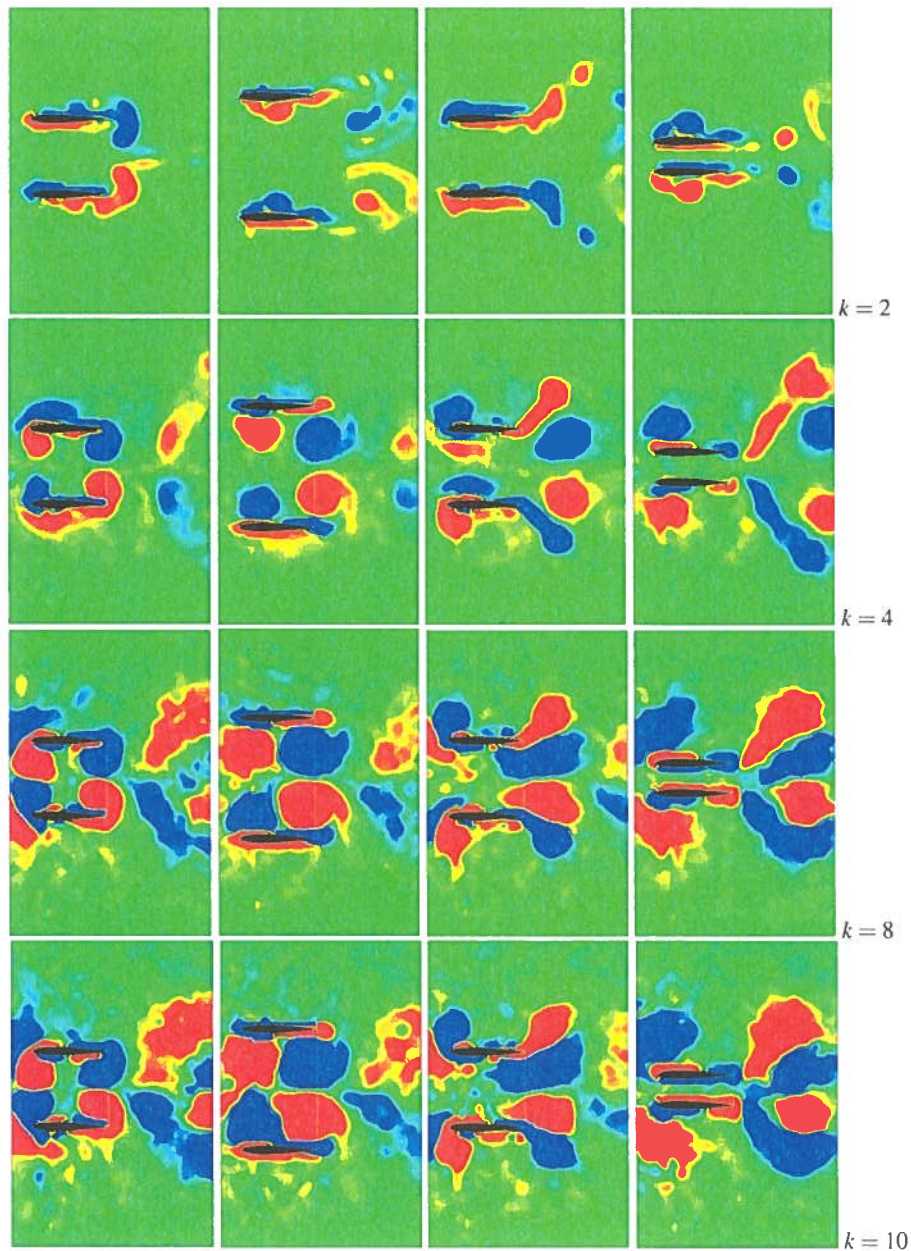 k = 2
k = 4
k = 8
k = 10